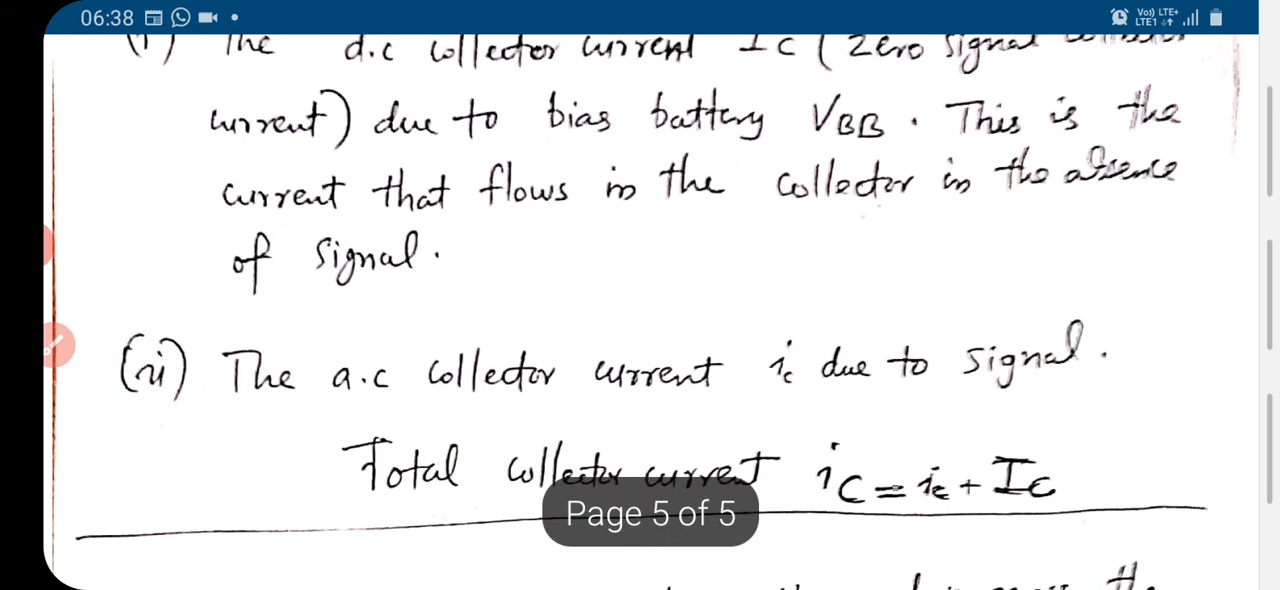 06:38 Vo) LTE+ LTE1
(i) The d.c collector current Ic (Zero signal collector
current) due to bias battery VBB. This is the
current that flows in the collector in the absence
of signal.
(ii) The a.c collector current ic due to signal.
Total collector current iC = ic + IC
Page 5 of 5
the